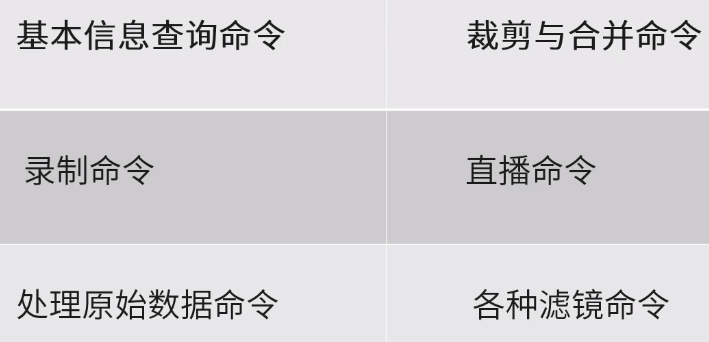 基本信息查询命令
裁剪与合并命令
录制命令
直播命令
处理原始数据命令
各种滤镜命令